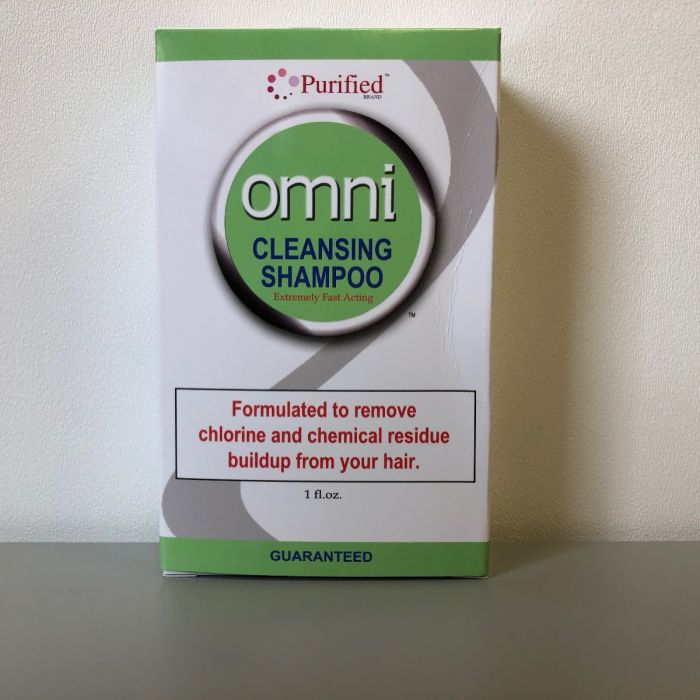 Purified™
BRAND
omni
CLEANSING
SHAMPOO
Extremely Fast Acting
™
Formulated to remove
chlorine and chemical residue
buildup from your hair.
1 fl.oz.
GUARANTEED